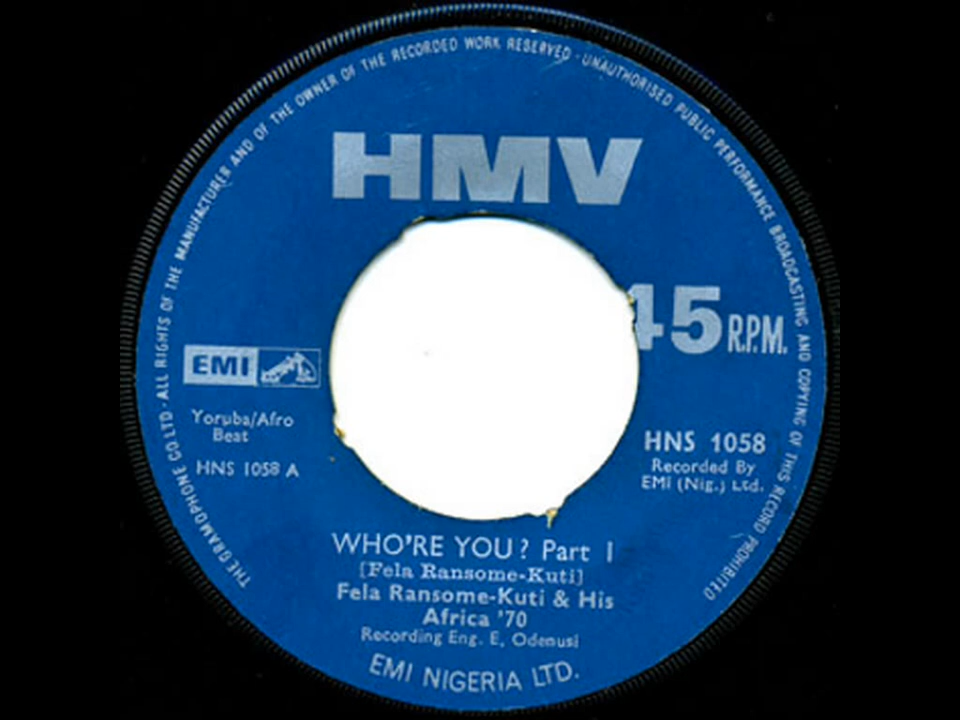 THE GRAMOPHONE CO LTD · ALL RIGHTS OF THE MANUFACTURER AND OF THE OWNER OF THE RECORDED WORK RESERVED · UNAUTHORISED PUBLIC PERFORMANCE BROADCASTING AND COPYING OF THIS RECORD PROHIBITED
HMV
45 R.P.M.
EMI
Yoruba/Afro
Beat
HNS 1058 A
HNS 1058
Recorded By
EMI (Nig.) Ltd.
WHO'RE YOU? Part 1
[Fela Ransome-Kuti]
Fela Ransome-Kuti & His
Africa '70
Recording Eng. E. Odenusi
EMI NIGERIA LTD.